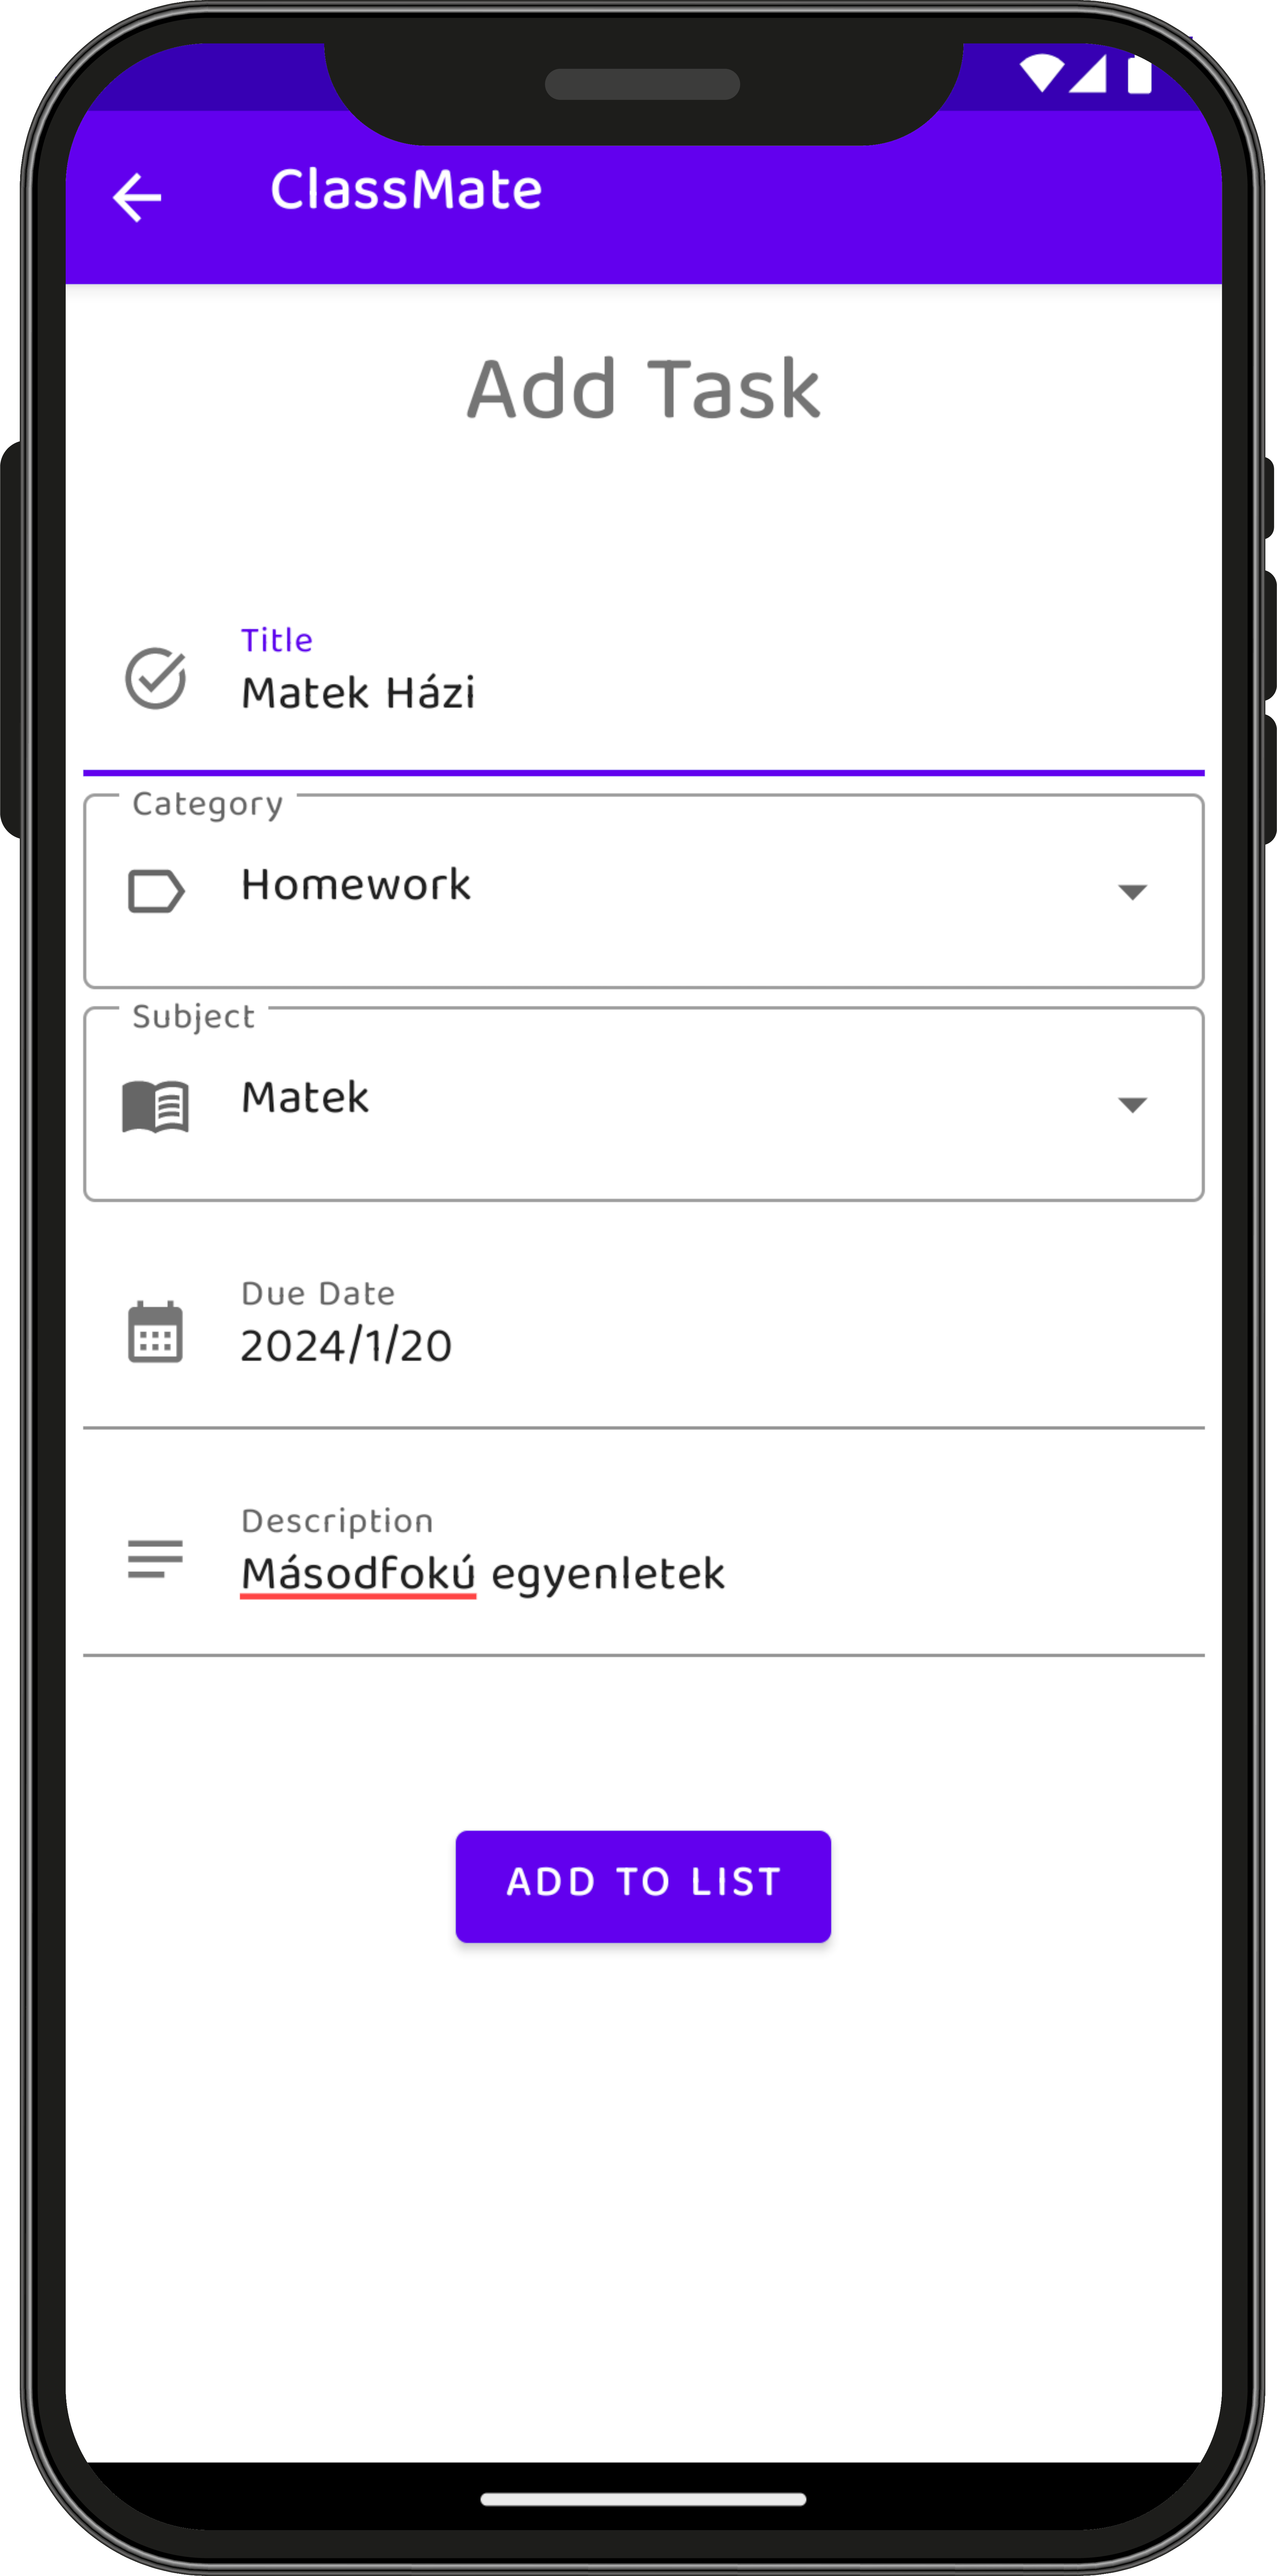 ClassMate
Add Task
Title
Matek Házi
Category
Homework
Subject
Matek
Due Date
2024/1/20
Description
Másodfokú egyenletek
ADD TO LIST